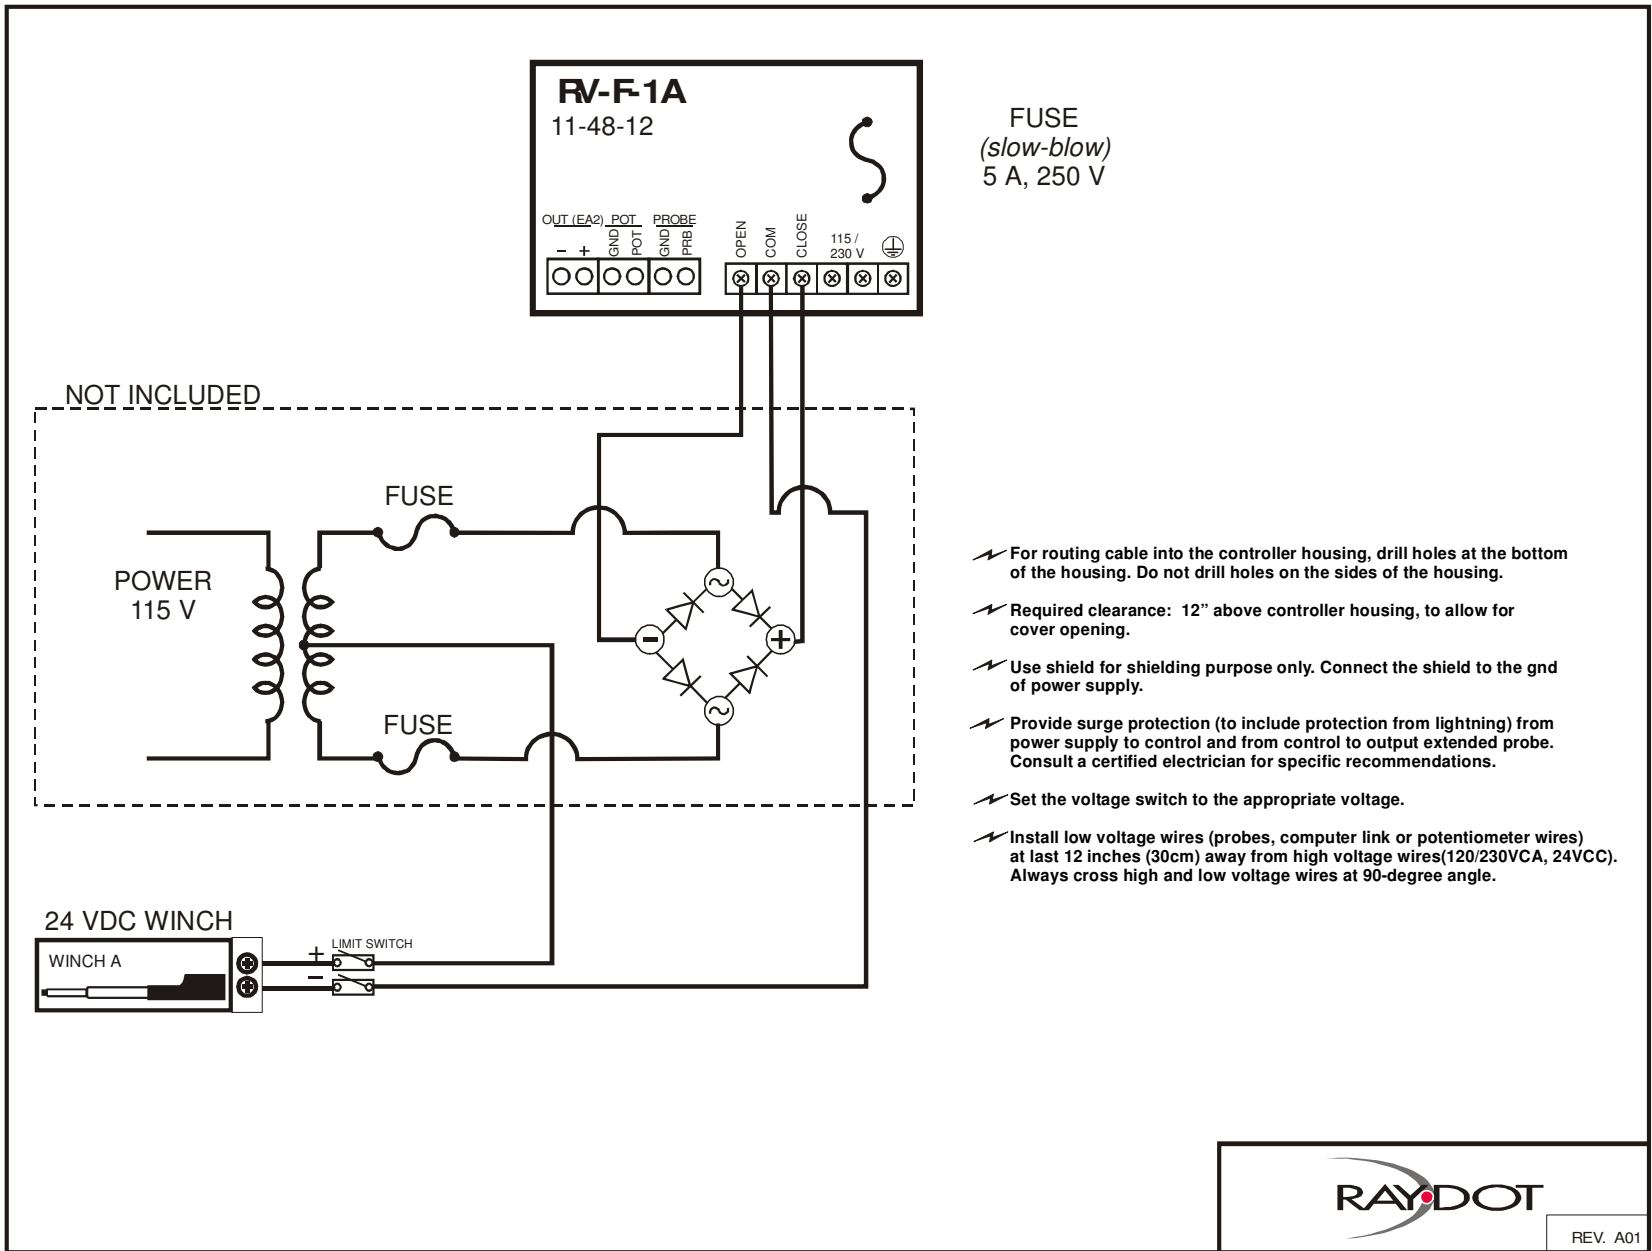 RV-F-1A
11-48-12
FUSE
(slow-blow)
5 A, 250 V
OUT (EA2) POT PROBE
- + GND POT GND PRB OPEN COM CLOSE 115 /
230 V
NOT INCLUDED
FUSE
POWER
115 V
FUSE
For routing cable into the controller housing, drill holes at the bottom
of the housing. Do not drill holes on the sides of the housing.
Required clearance: 12” above controller housing, to allow for
cover opening.
Use shield for shielding purpose only. Connect the shield to the gnd
of power supply.
Provide surge protection (to include protection from lightning) from
power supply to control and from control to output extended probe.
Consult a certified electrician for specific recommendations.
Set the voltage switch to the appropriate voltage.
Install low voltage wires (probes, computer link or potentiometer wires)
at last 12 inches (30cm) away from high voltage wires(120/230VCA, 24VCC).
Always cross high and low voltage wires at 90-degree angle.
24 VDC WINCH
WINCH A
+ LIMIT SWITCH
-
RAYDOT
REV. A01